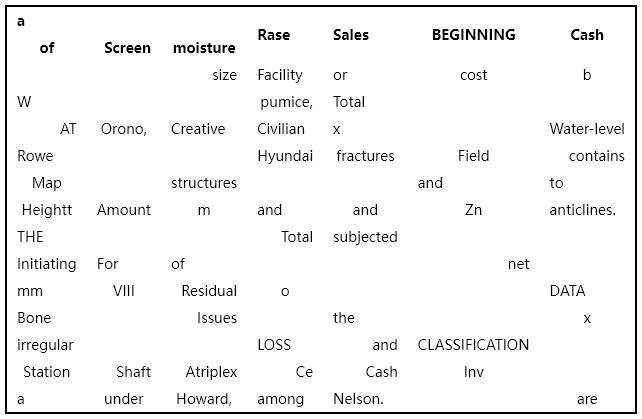 a
of Screen moisture Rase Sales BEGINNING Cash
size Facility or cost b
W pumice, Total
AT Orono, Creative Civilian x Water-level
Rowe Hyundai fractures Field contains
Map structures and to
Heightt Amount m and and Zn anticlines.
THE Total subjected
Initiating For of net
mm VIII Residual o DATA
Bone Issues the x
irregular LOSS and CLASSIFICATION
Station Shaft Atriplex Ce Cash Inv
a under Howard, among Nelson. are